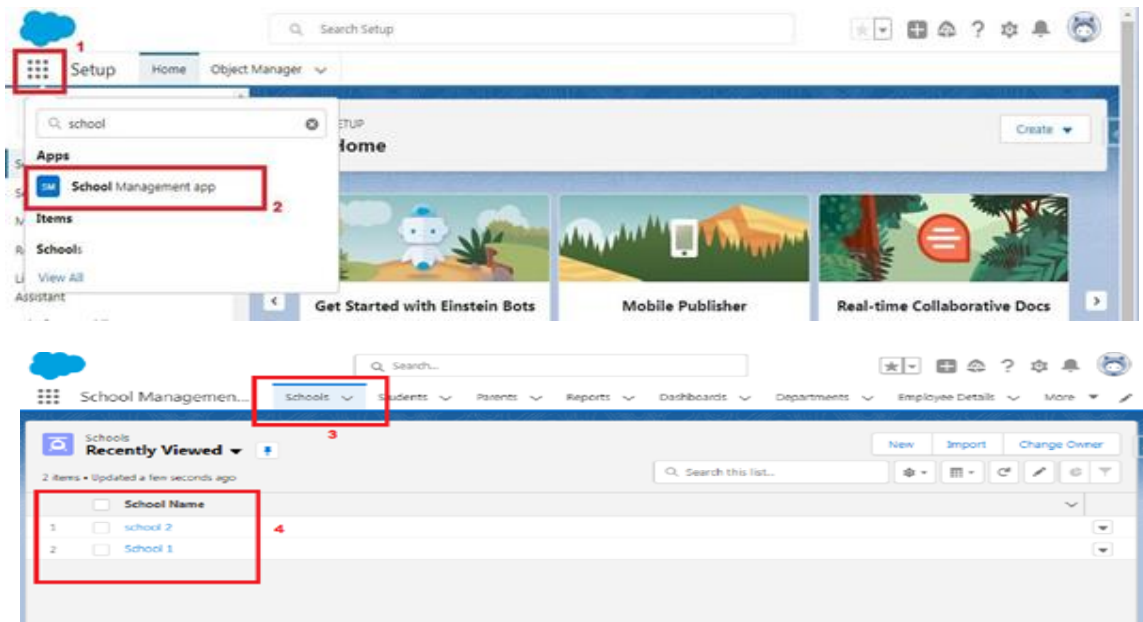 Search Setup
1
Setup Home Object Manager
school
SETUP
Home
Create
Apps
SM School Management app
2
Items
Schools
View All
Assistant
Get Started with Einstein Bots
Mobile Publisher
Real-time Collaborative Docs
Search...
School Managemen... Schools Students Parents Reports Dashboards Departments Employee Details More
3
Schools
Recently Viewed
New Import Change Owner
2 items • Updated a few seconds ago
Search this list...
School Name
1 school 2
4
2 School 1